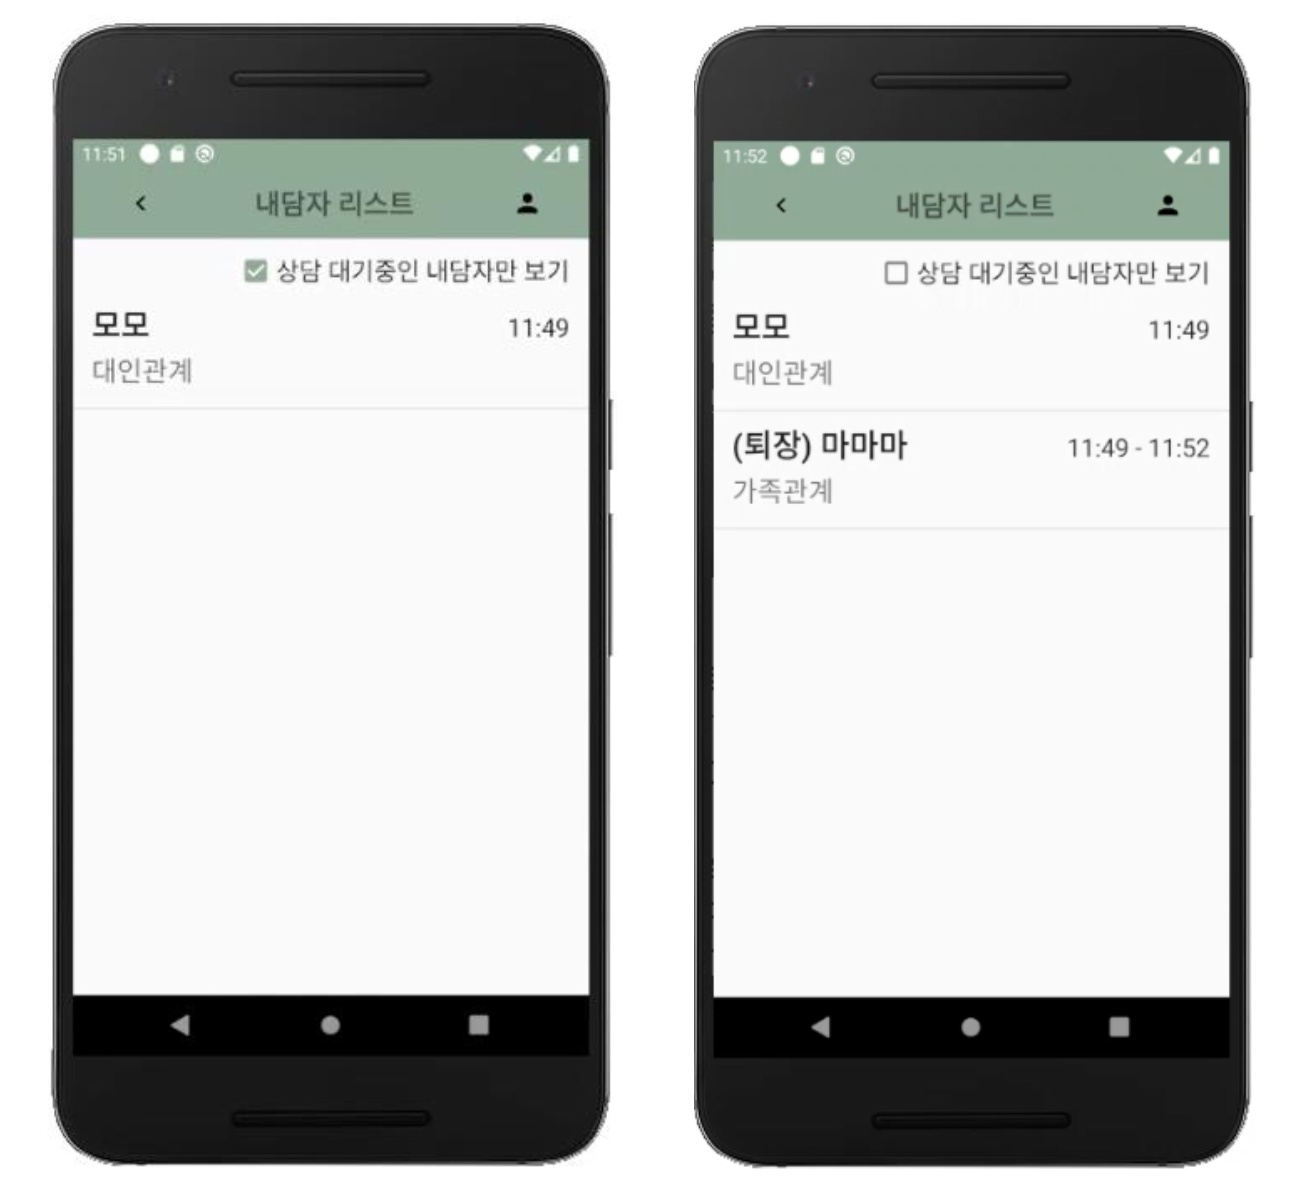 11:51
내담자 리스트
상담 대기중인 내담자만 보기
모모 11:49
대인관계
11:52
내담자 리스트
상담 대기중인 내담자만 보기
모모 11:49
대인관계
(퇴장) 마마마 11:49 - 11:52
가족관계